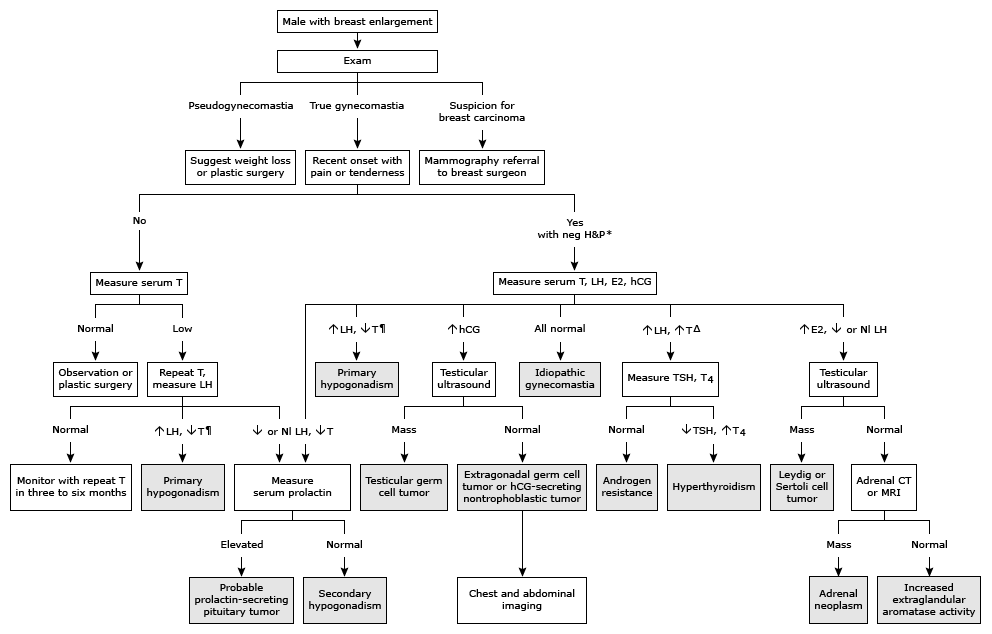 Male with breast enlargement
Exam
Pseudogynecomastia
True gynecomastia
Suspicion for
breast carcinoma
Suggest weight loss
or plastic surgery
Recent onset with
pain or tenderness
Mammography referral
to breast surgeon
No
Yes
with neg H&P*
Measure serum T
Measure serum T, LH, E2, hCG
Normal
Low
↑LH, ↓T¶
↑hCG
All normal
↑LH, ↑TΔ
↑E2, ↓ or Nl LH
Observation or
plastic surgery
Repeat T,
measure LH
Primary
hypogonadism
Testicular
ultrasound
Idiopathic
gynecomastia
Measure TSH, T4
Testicular
ultrasound
Normal
↑LH, ↓T¶
↓ or Nl LH, ↓T
Mass
Normal
Normal
↓TSH, ↑T4
Mass
Normal
Monitor with repeat T
in three to six months
Primary
hypogonadism
Measure
serum prolactin
Testicular germ
cell tumor
Extragonadal germ cell
tumor or hCG-secreting
nontrophoblastic tumor
Androgen
resistance
Hyperthyroidism
Leydig or
Sertoli cell
tumor
Adrenal CT
or MRI
Elevated
Normal
Mass
Normal
Probable
prolactin-secreting
pituitary tumor
Secondary
hypogonadism
Chest and abdominal
imaging
Adrenal
neoplasm
Increased
extraglandular
aromatase activity